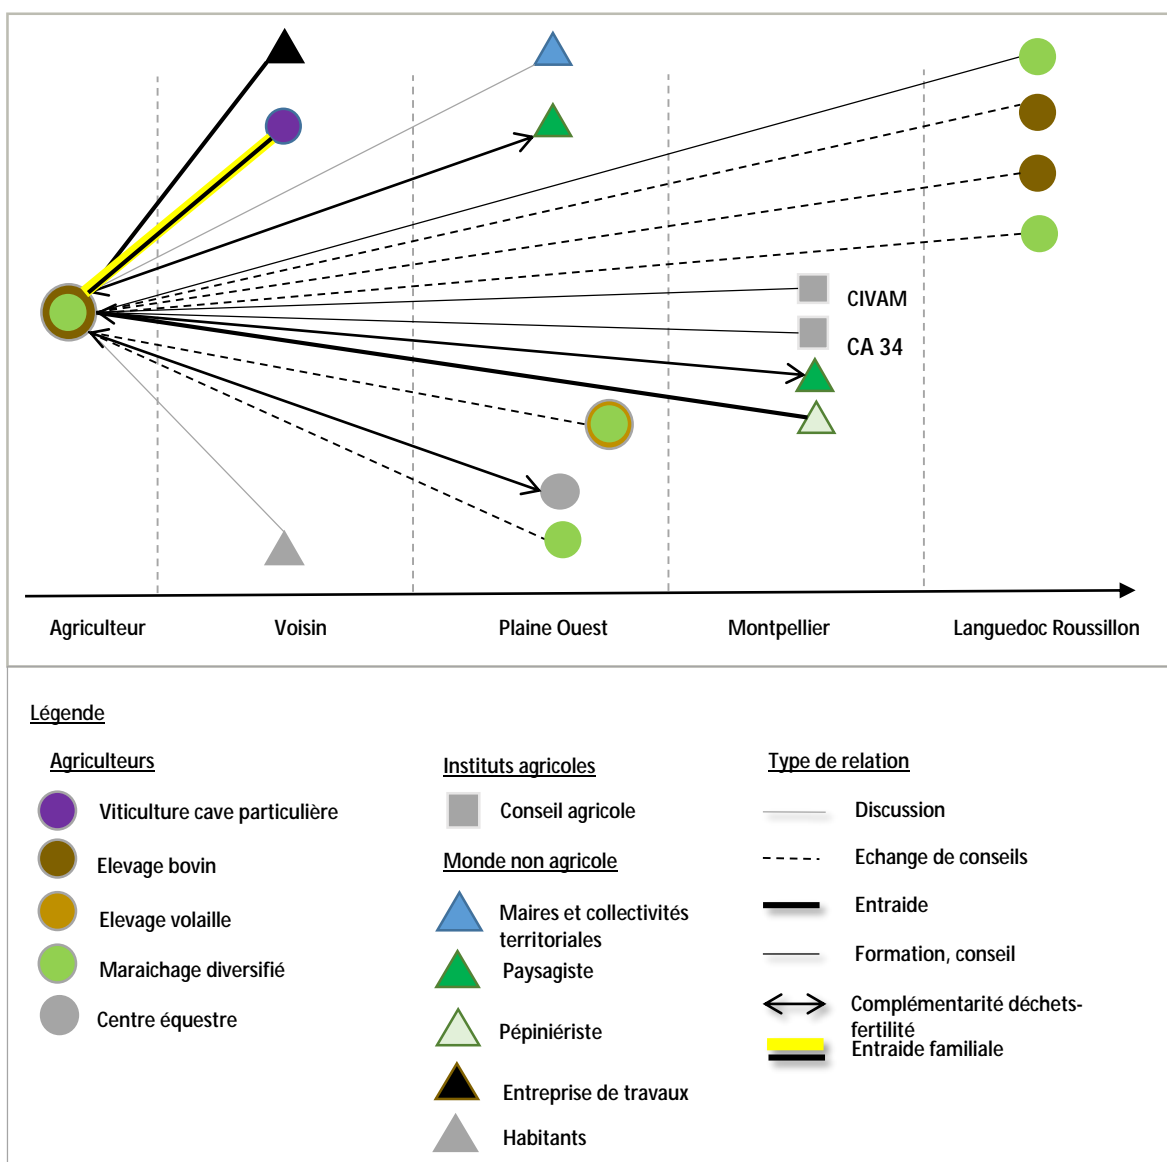 CIVAM
CA 34
Agriculteur
Voisin
Plaine Ouest
Montpellier
Languedoc Roussillon
Légende
Agriculteurs
Viticulture cave particulière
Elevage bovin
Elevage volaille
Maraichage diversifié
Centre équestre
Instituts agricoles
Conseil agricole
Monde non agricole
Maires et collectivités
territoriales
Paysagiste
Pépiniériste
Entreprise de travaux
Habitants
Type de relation
Discussion
Echange de conseils
Entraide
Formation, conseil
Complémentarité déchets-
fertilité
Entraide familiale